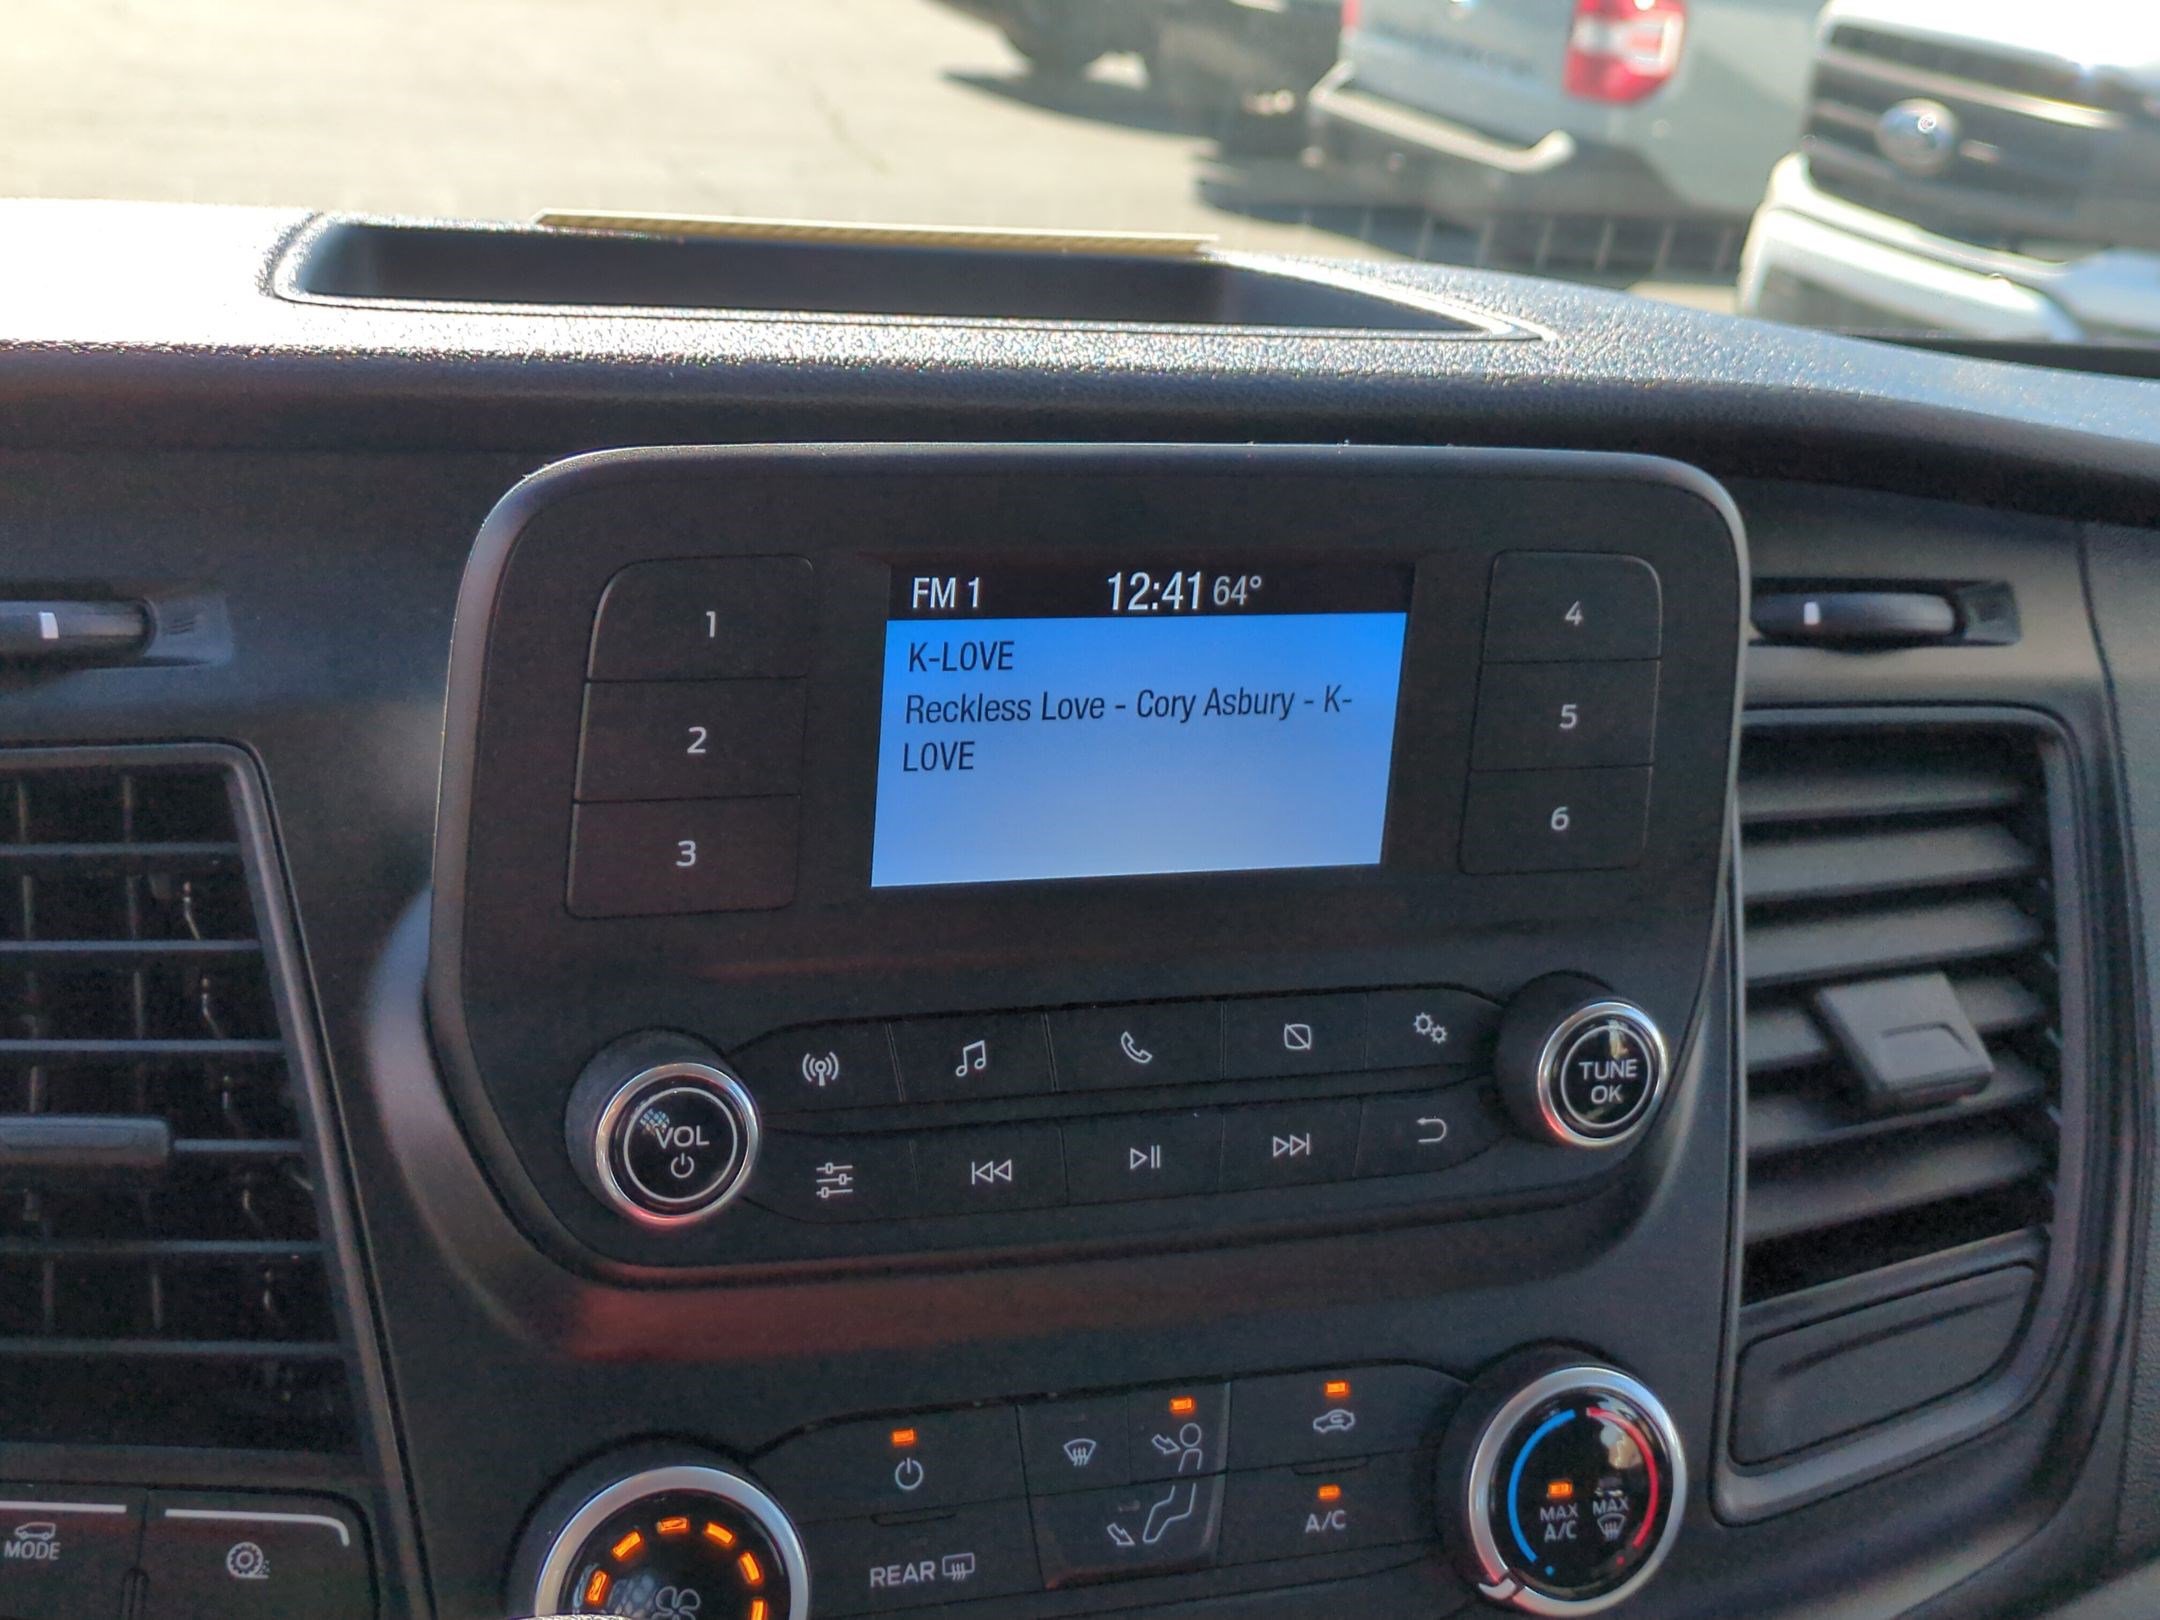 FM 1 12:41 64°
K-LOVE
Reckless Love - Cory Asbury - K-
LOVE
1
2
3
4
5
6
VOL
TUNE
OK
MODE
REAR
A/C
MAX
A/C
MAX